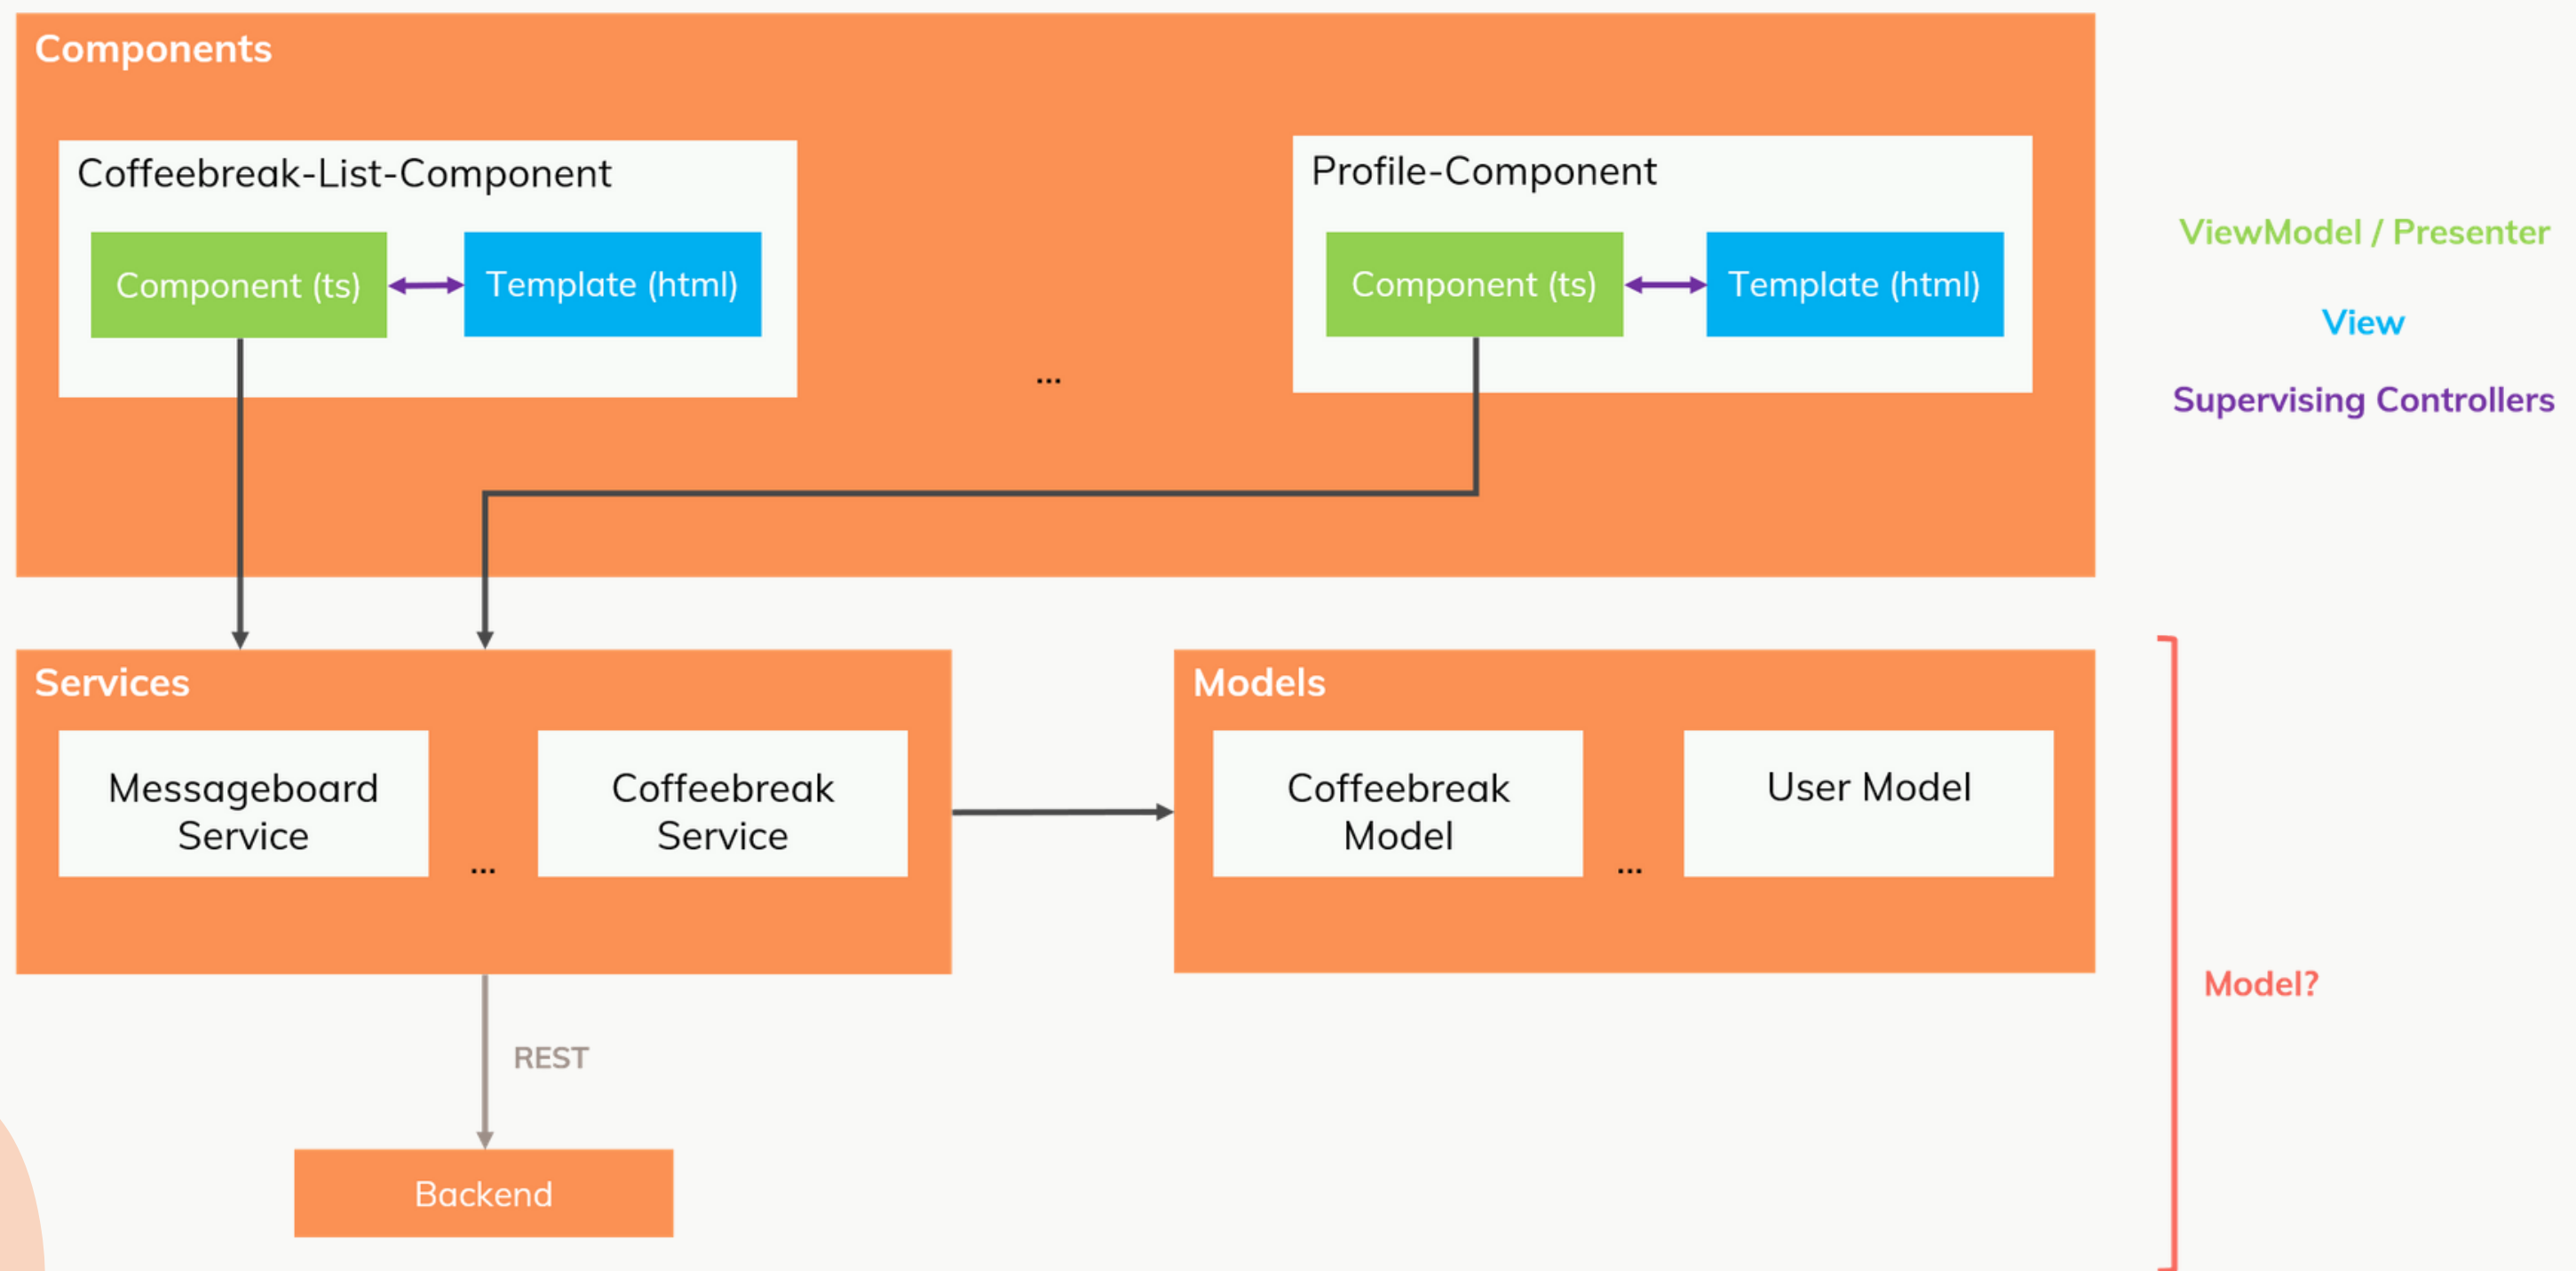 Components
Coffeebreak-List-Component
Component (ts)
Template (html)
...
Profile-Component
Component (ts)
Template (html)
ViewModel / Presenter
View
Supervising Controllers
Services
Messageboard
Service
...
Coffeebreak
Service
Models
Coffeebreak
Model
...
User Model
Model?
REST
Backend